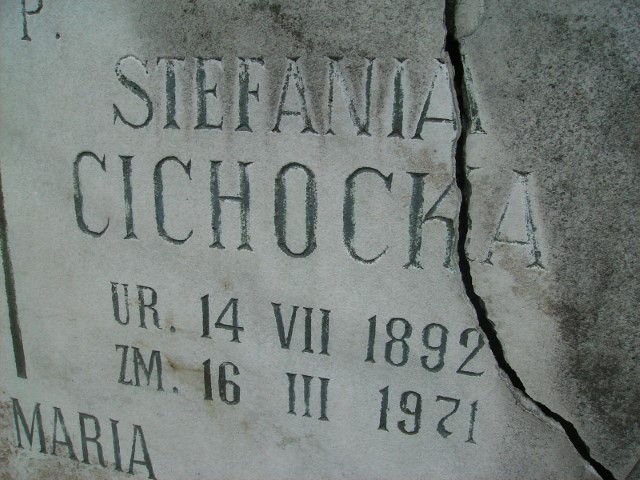 P.
STEFANIA
CICHOCKA
UR. 14 VII 1892
ZM. 16 III 1971
MARIA